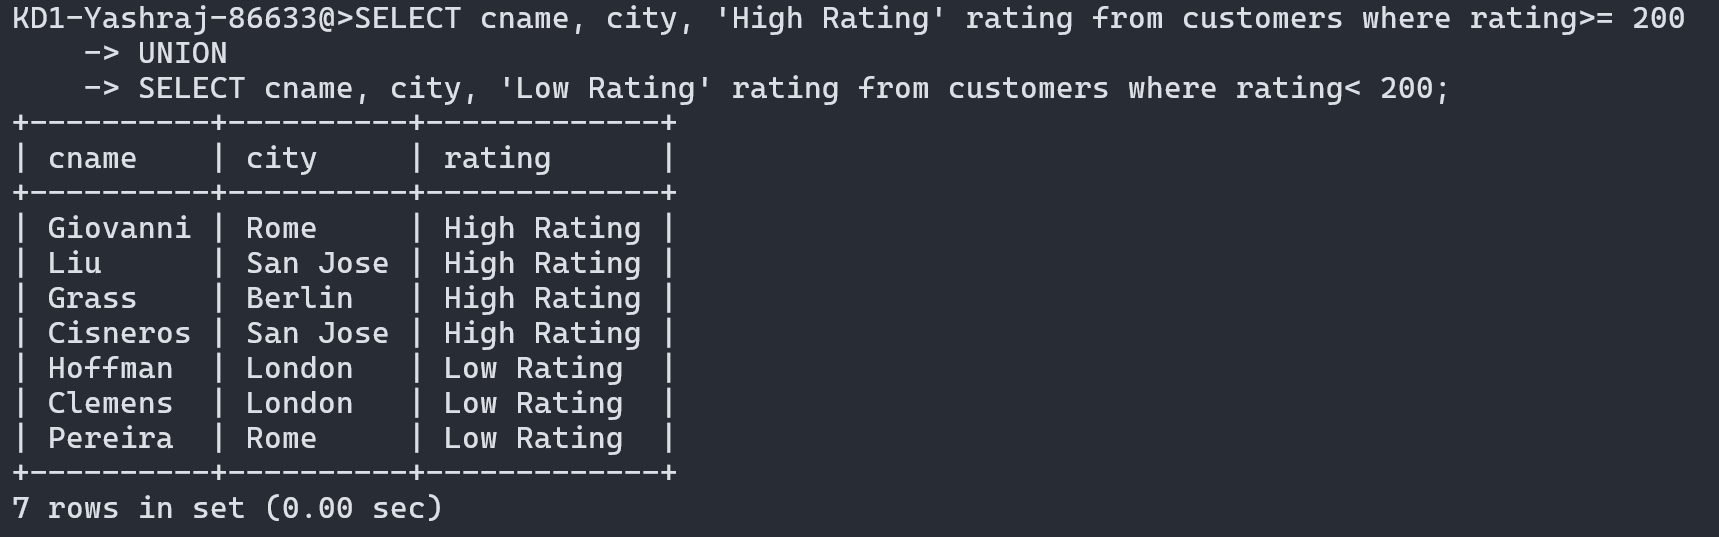 KD1-Yashraj-86633@>SELECT cname, city, 'High Rating' rating from customers where rating>= 200
    -> UNION
    -> SELECT cname, city, 'Low Rating' rating from customers where rating< 200;
+----------+----------+-------------+
| cname    | city     | rating      |
+----------+----------+-------------+
| Giovanni | Rome     | High Rating |
| Liu      | San Jose | High Rating |
| Grass    | Berlin   | High Rating |
| Cisneros | San Jose | High Rating |
| Hoffman  | London   | Low Rating  |
| Clemens  | London   | Low Rating  |
| Pereira  | Rome     | Low Rating  |
+----------+----------+-------------+
7 rows in set (0.00 sec)